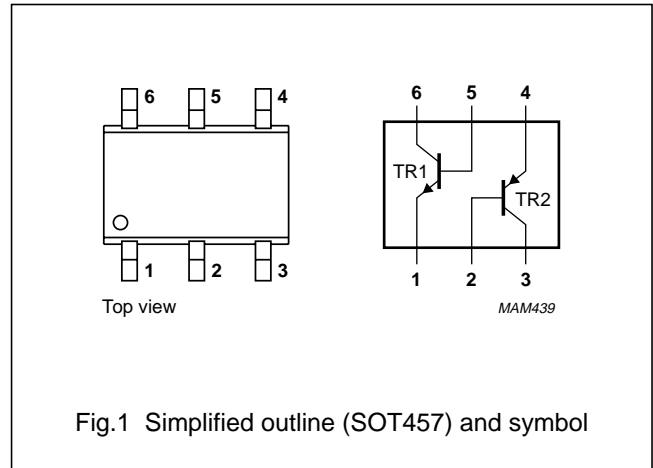 6 5 4
1 2 3
Top view
6 5 4
TR1
TR2
1 2 3
MAM439
Fig.1 Simplified outline (SOT457) and symbol